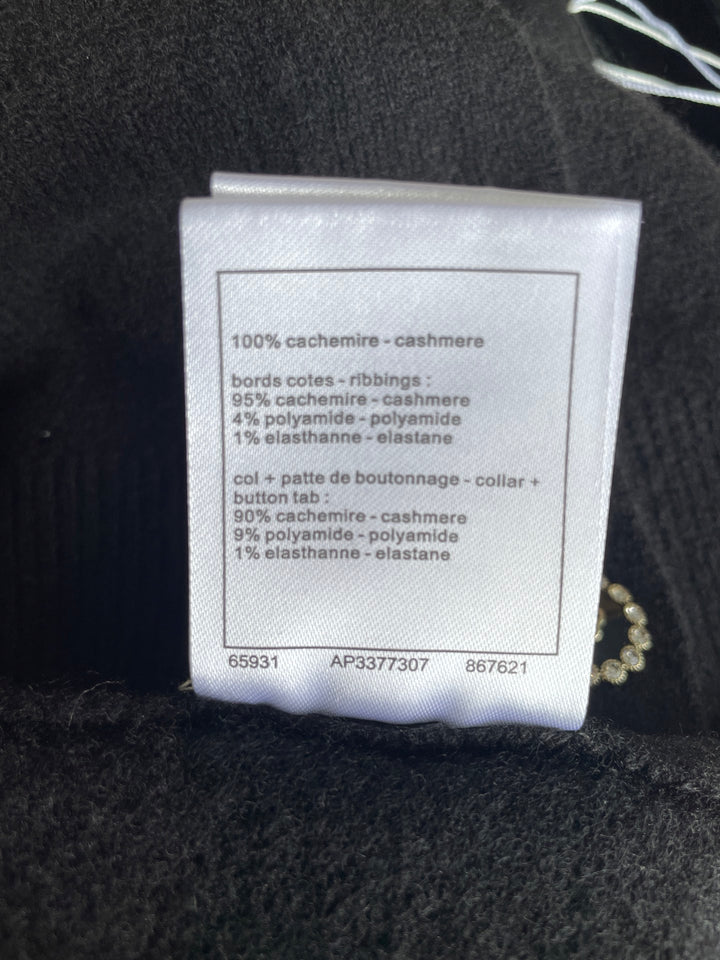 100% cachemire - cashmere
bords cotes - ribbings :
95% cachemire - cashmere
4% polyamide - polyamide
1% elasthanne - elastane
col + patte de boutonnage - collar +
button tab :
90% cachemire - cashmere
9% polyamide - polyamide
1% elasthanne - elastane
65931 AP3377307 867621